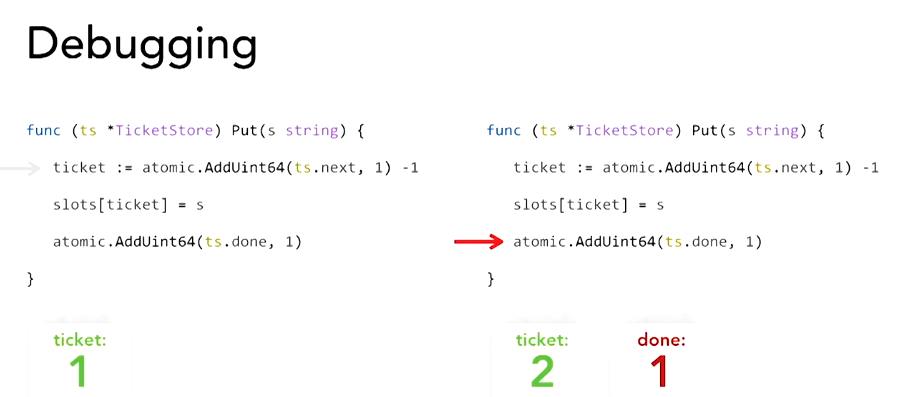 Debugging
func (ts *TicketStore) Put(s string) {
ticket := atomic.AddUint64(ts.next, 1) -1
slots[ticket] = s
atomic.AddUint64(ts.done, 1)
}
ticket:
1
func (ts *TicketStore) Put(s string) {
ticket := atomic.AddUint64(ts.next, 1) -1
slots[ticket] = s
atomic.AddUint64(ts.done, 1)
}
ticket:
2
done:
1